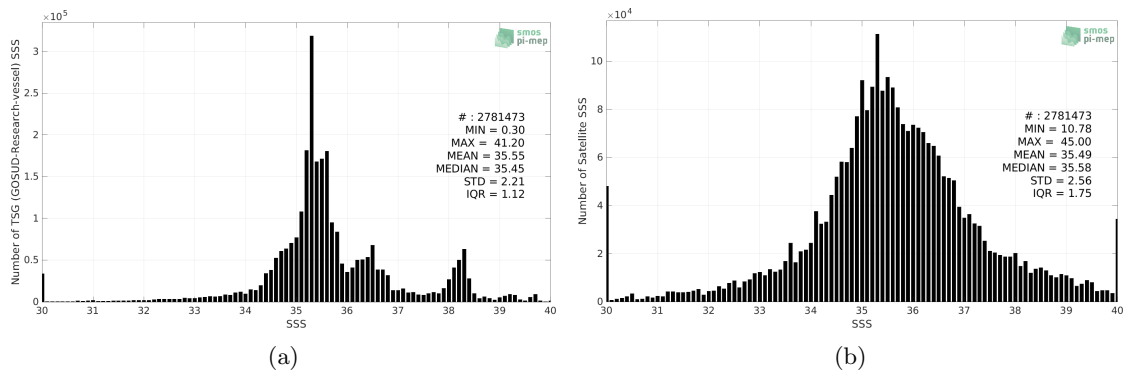 ×10⁵
3
2.5
2
1.5
1
0.5
0
30
31
32
33
34
35
36
37
38
39
40
SSS
Number of TSG (GOSUD-Research-vessel) SSS
smos
pi-mep
# : 2781473
MIN = 0.30
MAX = 41.20
MEAN = 35.55
MEDIAN = 35.45
STD = 2.21
IQR = 1.12
(a)
×10⁴
10
8
6
4
2
0
30
31
32
33
34
35
36
37
38
39
40
SSS
Number of Satellite SSS
smos
pi-mep
# : 2781473
MIN = 10.78
MAX = 45.00
MEAN = 35.49
MEDIAN = 35.58
STD = 2.56
IQR = 1.75
(b)